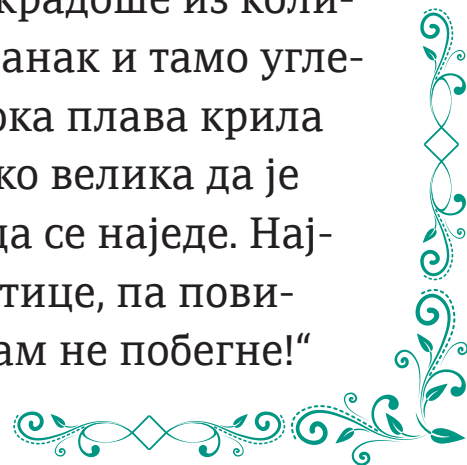 крадоше из коли-
анак и тамо угле-
ока плава крила
ко велика да је
да се наједе. Нај-
тице, па пови-
ам не побегне!“